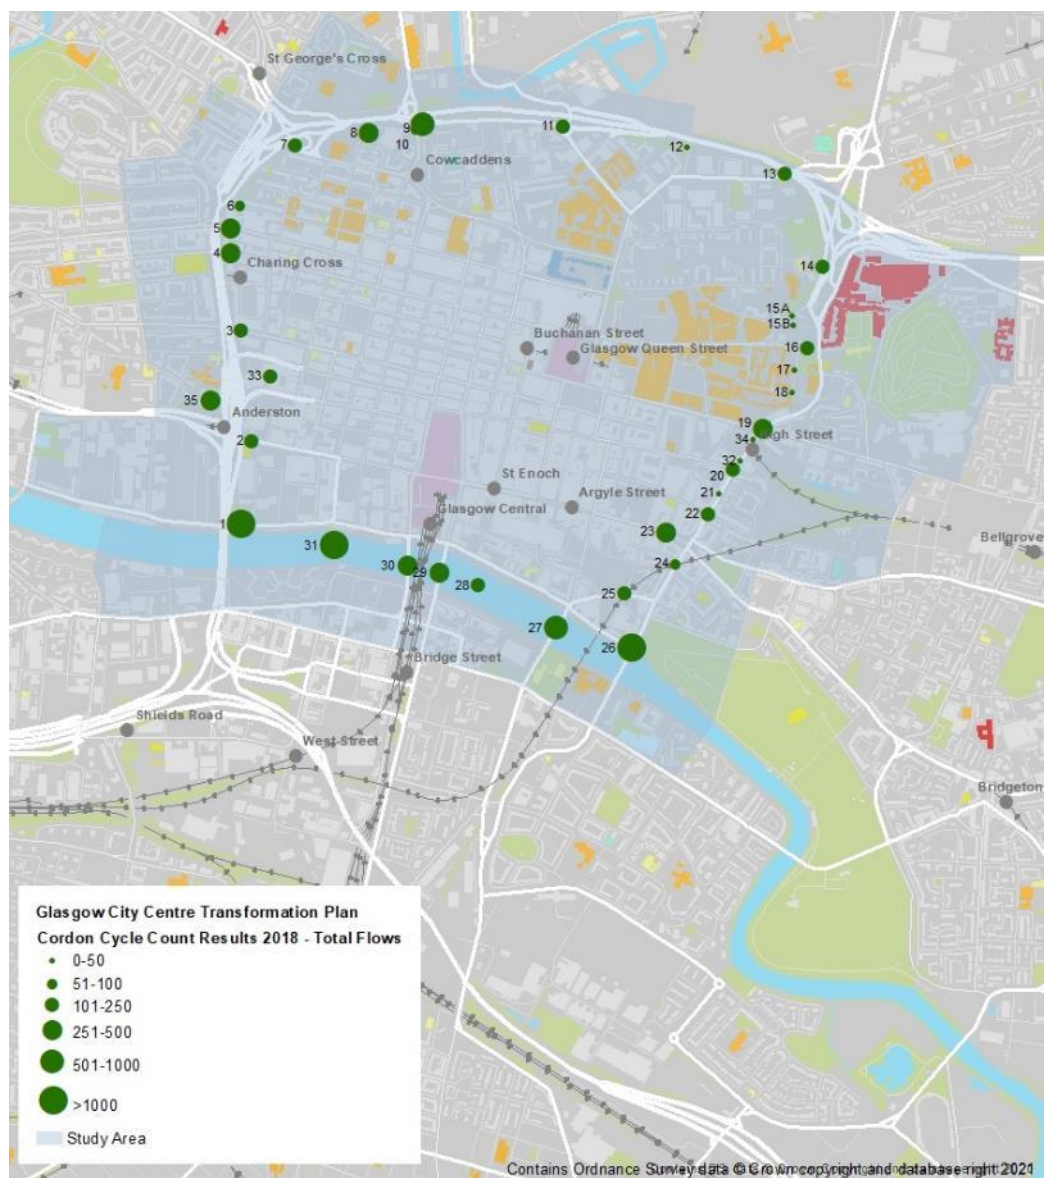 St George's Cross
11
9
8
10
7
12
Cowcaddens
13
6
5
4
Charing Cross
14
15A
15B
3
Buchanan Street
Glasgow Queen Street
16
17
33
18
35
Anderston
19
34
High Street
2
32
20
St Enoch
21
Argyle Street
22
1
Glasgow Central
23
31
Bellgrove
30
29
24
28
25
27
26
Bridge Street
Shields Road
West Street
Bridgeton
Glasgow City Centre Transformation Plan
Cordon Cycle Count Results 2018 - Total Flows
0-50
51-100
101-250
251-500
501-1000
>1000
Study Area
Contains Ordnance Survey data © Crown copyright and database right 2021